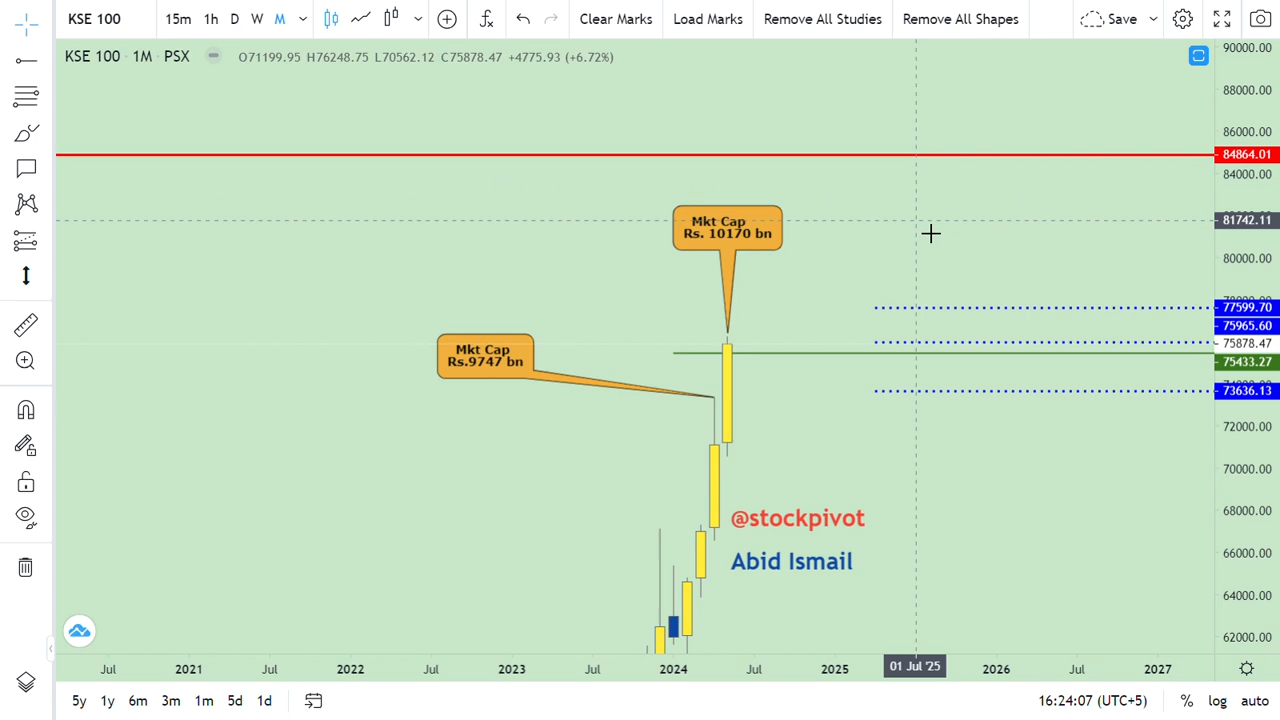 KSE 100 15m 1h D W M Clear Marks Load Marks Remove All Studies Remove All Shapes Save
KSE 100 1M PSX O71199.95 H76248.75 L70562.12 C75878.47 +4775.93 (+6.72%)
90000.00
88000.00
86000.00
84864.01
84000.00
81742.11
Mkt Cap
Rs. 10170 bn
80000.00
77599.70
75965.60
75878.47
75433.27
Mkt Cap
Rs.9747 bn
73636.13
72000.00
70000.00
68000.00
@stockpivot
66000.00
Abid Ismail
64000.00
62000.00
Jul 2021 Jul 2022 Jul 2023 Jul 2024 Jul 2025 01 Jul '25 2026 Jul 2027
5y 1y 6m 3m 1m 5d 1d 16:24:07 (UTC+5) % log auto